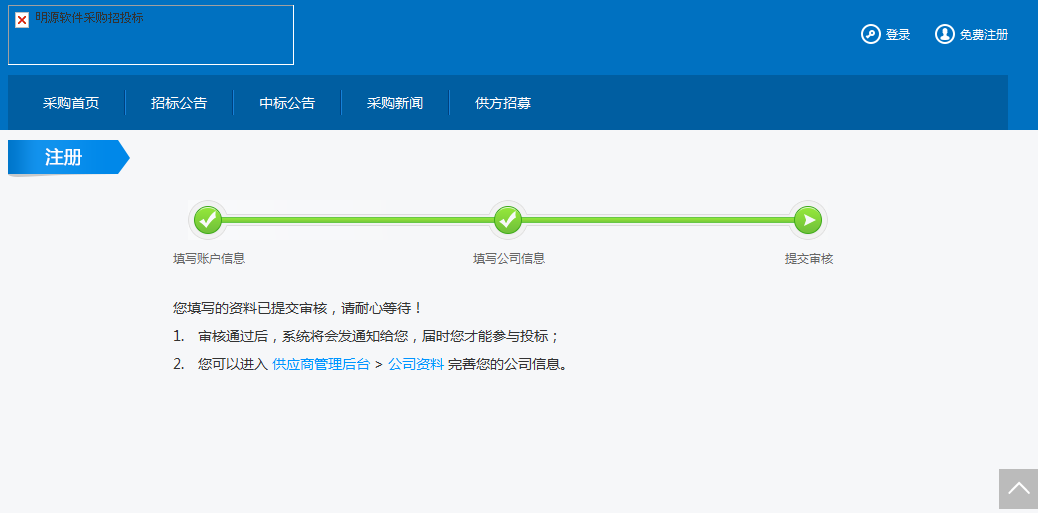 明源软件采购招投标
登录
免费注册
采购首页
招标公告
中标公告
采购新闻
供方招募
注册
填写账户信息
填写公司信息
提交审核
您填写的资料已提交审核，请耐心等待！
1. 审核通过后，系统将会发通知给您，届时您才能参与投标；
2. 您可以进入 供应商管理后台 > 公司资料 完善您的公司信息。